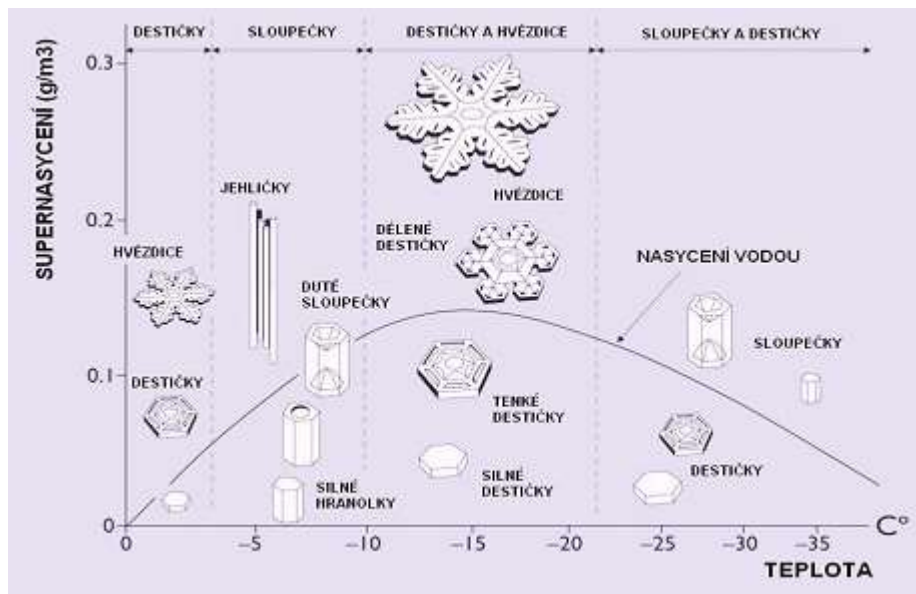 DESTIČKY
SLOUPEČKY
DESTIČKY A HVĚZDICE
SLOUPEČKY A DESTIČKY
SUPERNASYCENÍ (g/m3)
0.3
0.2
0.1
0
HVĚZDICE
JEHLIČKY
DĚLENÉ
DESTIČKY
HVĚZDICE
NASYCENÍ VODOU
DUTÉ
SLOUPEČKY
SLOUPEČKY
DESTIČKY
TENKÉ
DESTIČKY
SILNÉ
HRANOLKY
SILNÉ
DESTIČKY
DESTIČKY
0
−5
−10
−15
−20
−25
−30
−35
C°
TEPLOTA